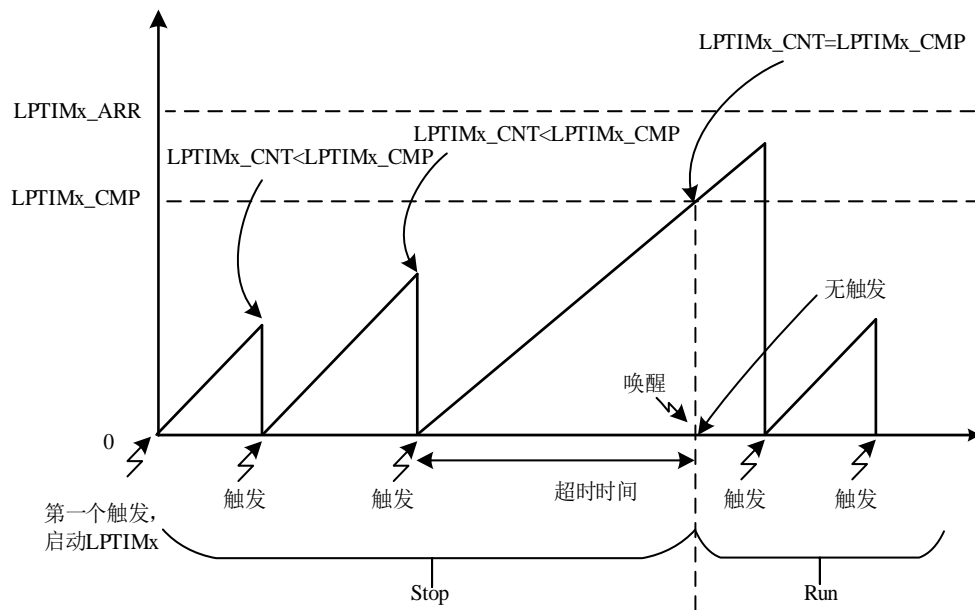 LPTIMx_CNT=LPTIMx_CMP
LPTIMx_ARR
LPTIMx_CNT<LPTIMx_CMP
LPTIMx_CNT<LPTIMx_CMP
LPTIMx_CMP
无触发
唤醒
0
触发
触发
超时时间
触发
触发
第一个触发，
启动LPTIMx
Stop
Run